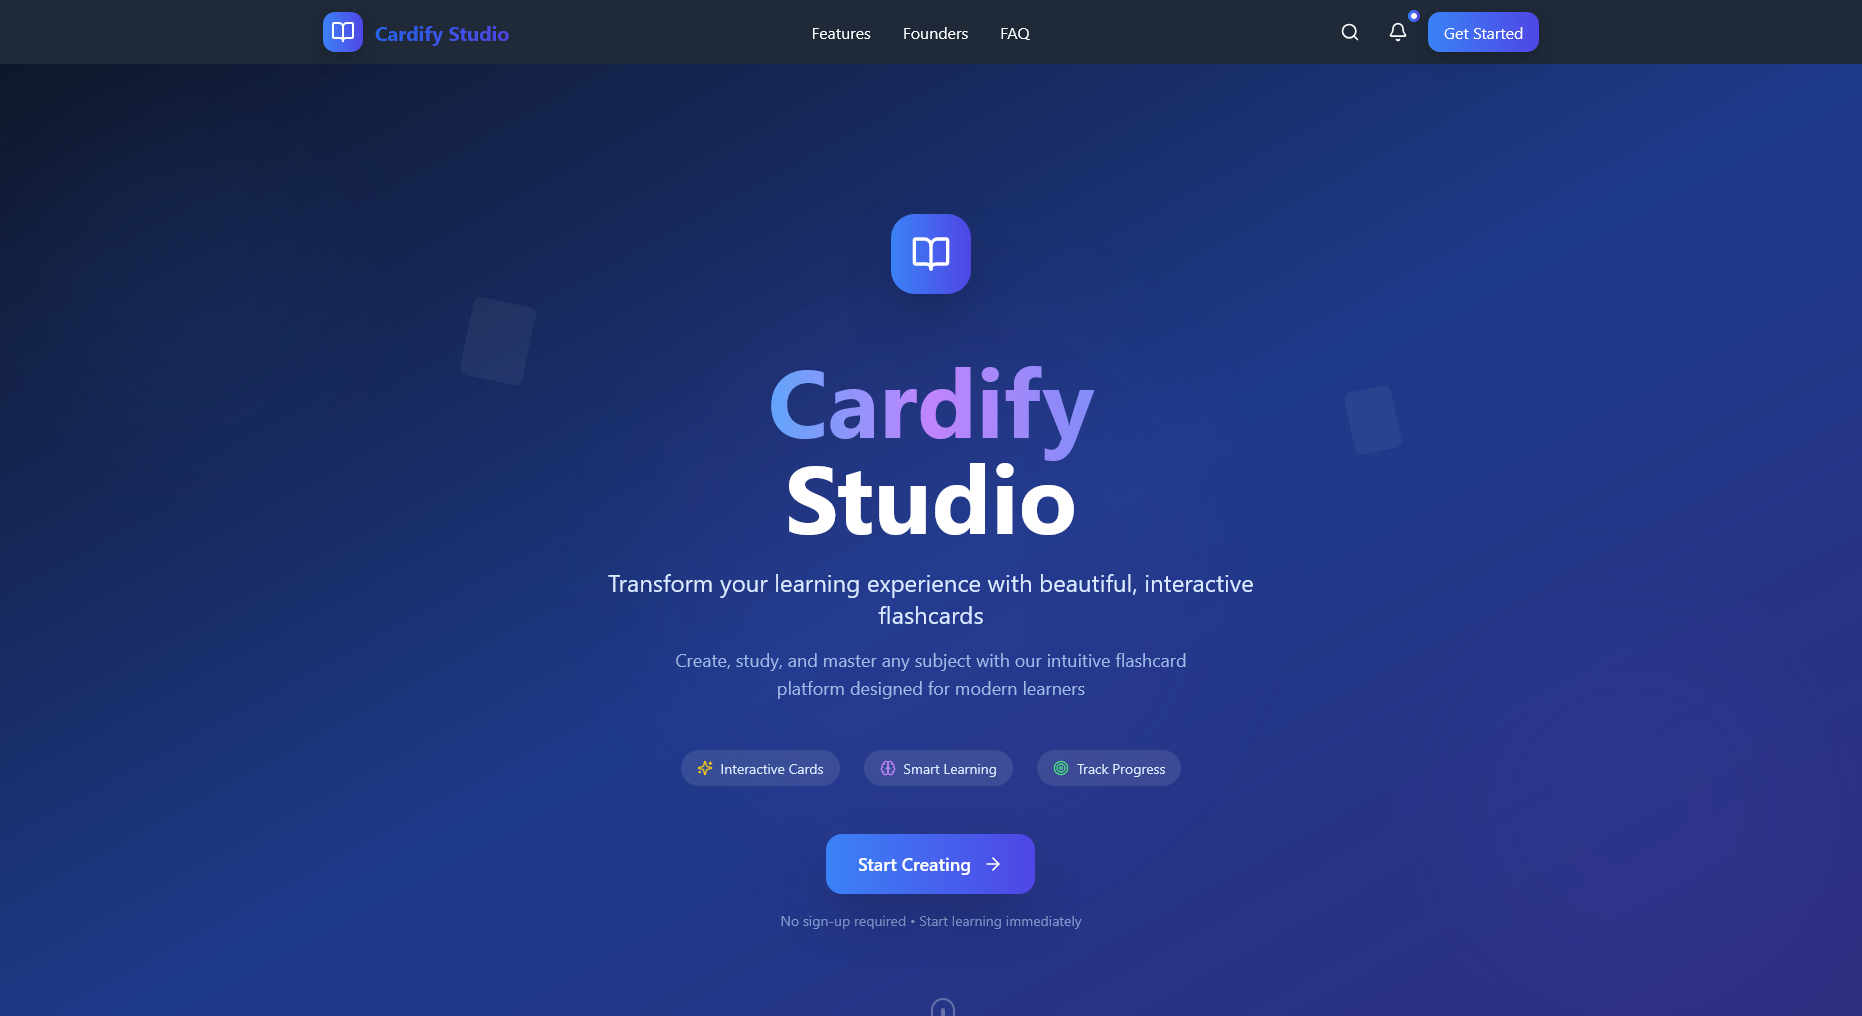 Cardify Studio
Features
Founders
FAQ
Get Started
Cardify
Studio
Transform your learning experience with beautiful, interactive
flashcards
Create, study, and master any subject with our intuitive flashcard
platform designed for modern learners
Interactive Cards
Smart Learning
Track Progress
Start Creating
No sign-up required • Start learning immediately